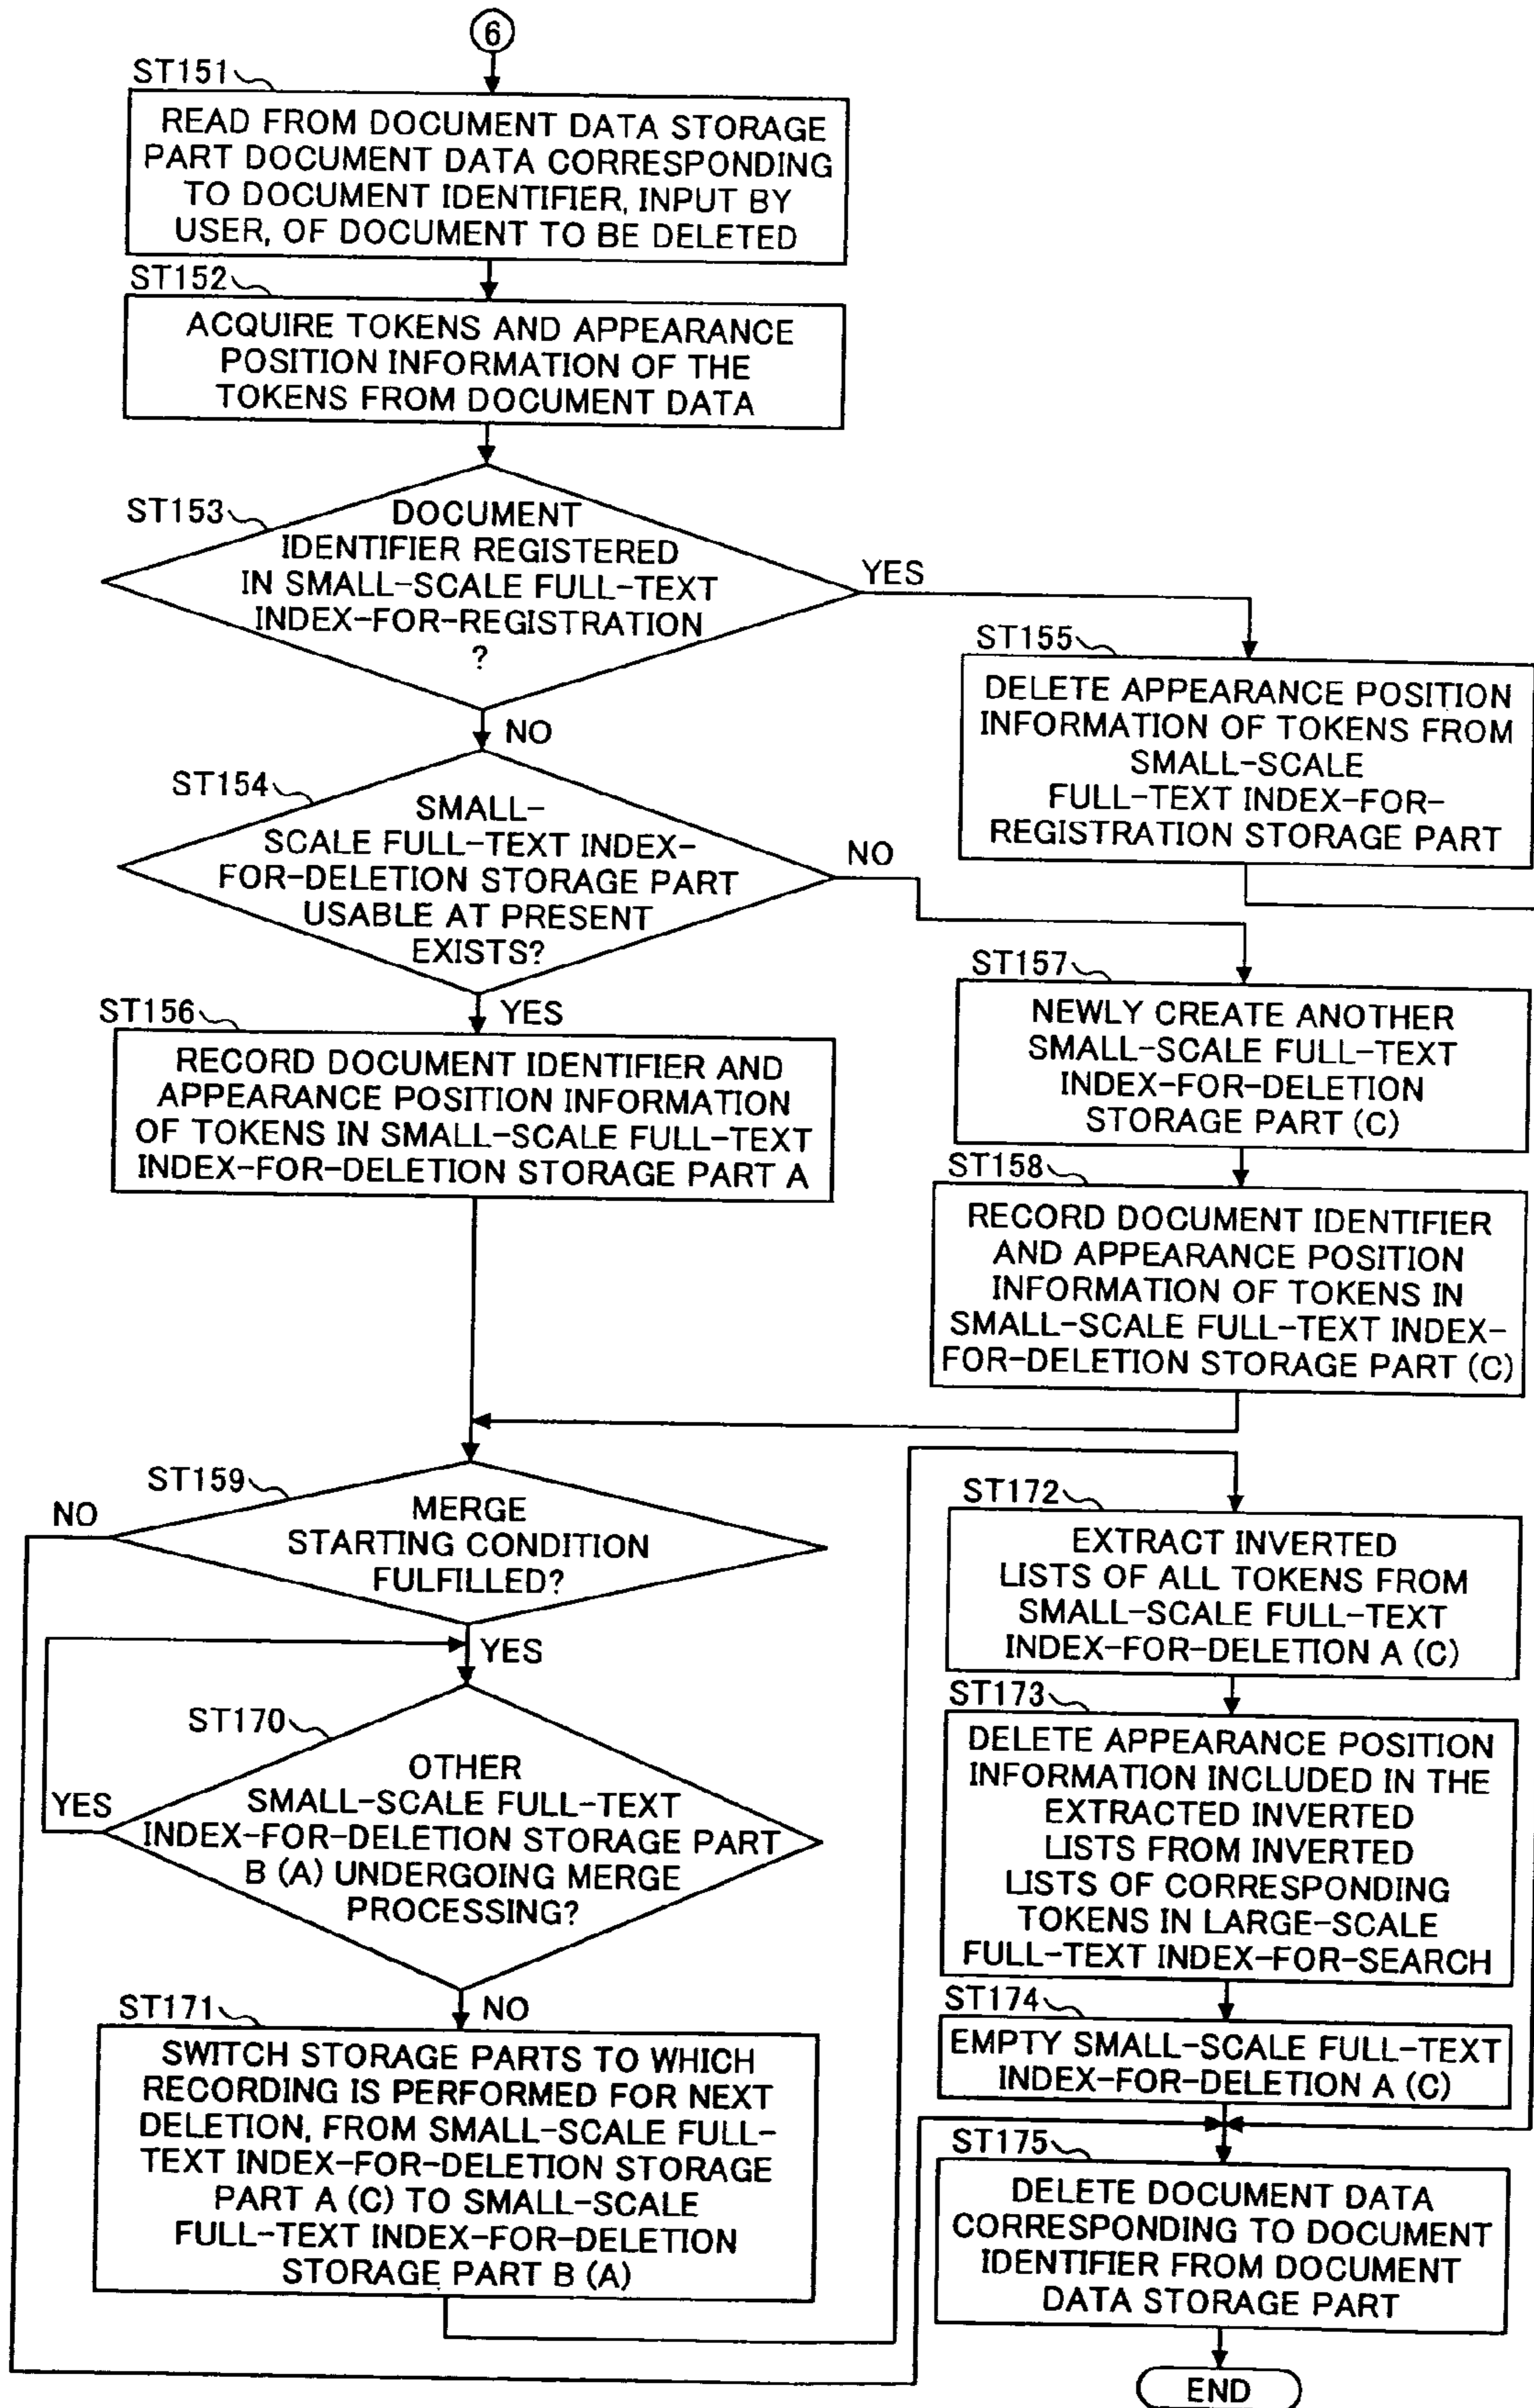 6
ST151
READ FROM DOCUMENT DATA STORAGE
PART DOCUMENT DATA CORRESPONDING
TO DOCUMENT IDENTIFIER, INPUT BY
USER, OF DOCUMENT TO BE DELETED
ST152
ACQUIRE TOKENS AND APPEARANCE
POSITION INFORMATION OF THE
TOKENS FROM DOCUMENT DATA
ST153
DOCUMENT
IDENTIFIER REGISTERED
IN SMALL-SCALE FULL-TEXT
INDEX-FOR-REGISTRATION
?
YES
NO
ST155
DELETE APPEARANCE POSITION
INFORMATION OF TOKENS FROM
SMALL-SCALE
FULL-TEXT INDEX-FOR-
REGISTRATION STORAGE PART
ST154
SMALL-
SCALE FULL-TEXT INDEX-
FOR-DELETION STORAGE PART
USABLE AT PRESENT
EXISTS?
NO
YES
ST156
RECORD DOCUMENT IDENTIFIER AND
APPEARANCE POSITION INFORMATION
OF TOKENS IN SMALL-SCALE FULL-TEXT
INDEX-FOR-DELETION STORAGE PART A
ST157
NEWLY CREATE ANOTHER
SMALL-SCALE FULL-TEXT
INDEX-FOR-DELETION
STORAGE PART (C)
ST158
RECORD DOCUMENT IDENTIFIER
AND APPEARANCE POSITION
INFORMATION OF TOKENS IN
SMALL-SCALE FULL-TEXT INDEX-
FOR-DELETION STORAGE PART (C)
ST159
MERGE
STARTING CONDITION
FULFILLED?
NO
YES
ST170
OTHER
SMALL-SCALE FULL-TEXT
INDEX-FOR-DELETION STORAGE PART
B (A) UNDERGOING MERGE
PROCESSING?
YES
NO
ST171
SWITCH STORAGE PARTS TO WHICH
RECORDING IS PERFORMED FOR NEXT
DELETION, FROM SMALL-SCALE FULL-
TEXT INDEX-FOR-DELETION STORAGE
PART A (C) TO SMALL-SCALE
FULL-TEXT INDEX-FOR-DELETION
STORAGE PART B (A)
ST172
EXTRACT INVERTED
LISTS OF ALL TOKENS FROM
SMALL-SCALE FULL-TEXT
INDEX-FOR-DELETION A (C)
ST173
DELETE APPEARANCE POSITION
INFORMATION INCLUDED IN THE
EXTRACTED INVERTED
LISTS FROM INVERTED
LISTS OF CORRESPONDING
TOKENS IN LARGE-SCALE
FULL-TEXT INDEX-FOR-SEARCH
ST174
EMPTY SMALL-SCALE FULL-TEXT
INDEX-FOR-DELETION A (C)
ST175
DELETE DOCUMENT DATA
CORRESPONDING TO DOCUMENT
IDENTIFIER FROM DOCUMENT
DATA STORAGE PART
END